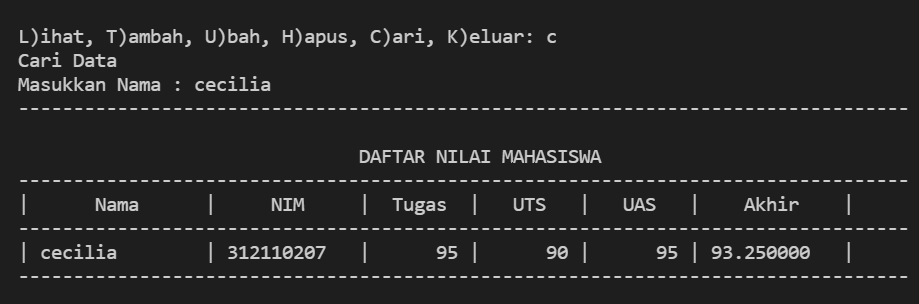 L)ihat, T)ambah, U)bah, H)apus, C)ari, K)eluar: c
Cari Data
Masukkan Nama : cecilia
---------------------------------------------------------------------------------
DAFTAR NILAI MAHASISWA
---------------------------------------------------------------------------------
|      Nama      |     NIM     |  Tugas  |   UTS   |   UAS   |    Akhir    |
---------------------------------------------------------------------------------
| cecilia        | 312110207   |      95 |      90 |      95 | 93.250000   |
---------------------------------------------------------------------------------